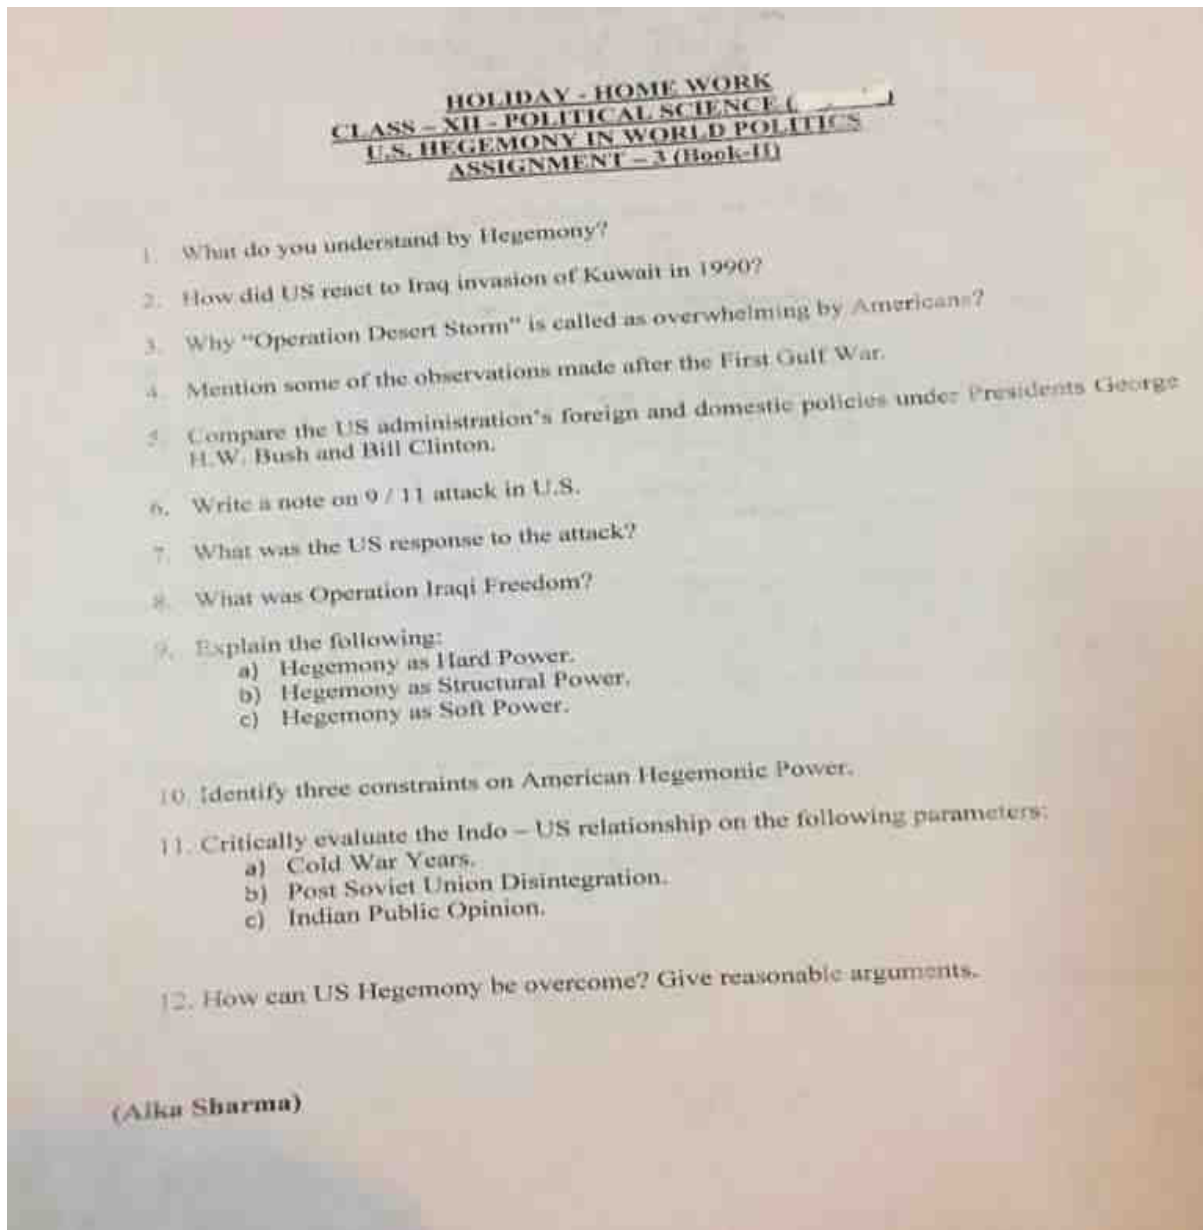 HOLIDAY - HOME WORK
CLASS – XII - POLITICAL SCIENCE (       )
U.S. HEGEMONY IN WORLD POLITICS
ASSIGNMENT – 3 (Book-II)
1. What do you understand by Hegemony?
2. How did US react to Iraq invasion of Kuwait in 1990?
3. Why “Operation Desert Storm” is called as overwhelming by Americans?
4. Mention some of the observations made after the First Gulf War.
5. Compare the US administration’s foreign and domestic policies under Presidents George
H.W. Bush and Bill Clinton.
6. Write a note on 9 / 11 attack in U.S.
7. What was the US response to the attack?
8. What was Operation Iraqi Freedom?
9. Explain the following:
a) Hegemony as Hard Power.
b) Hegemony as Structural Power.
c) Hegemony as Soft Power.
10. Identify three constraints on American Hegemonic Power.
11. Critically evaluate the Indo – US relationship on the following parameters:
a) Cold War Years.
b) Post Soviet Union Disintegration.
c) Indian Public Opinion.
12. How can US Hegemony be overcome? Give reasonable arguments.
(Alka Sharma)